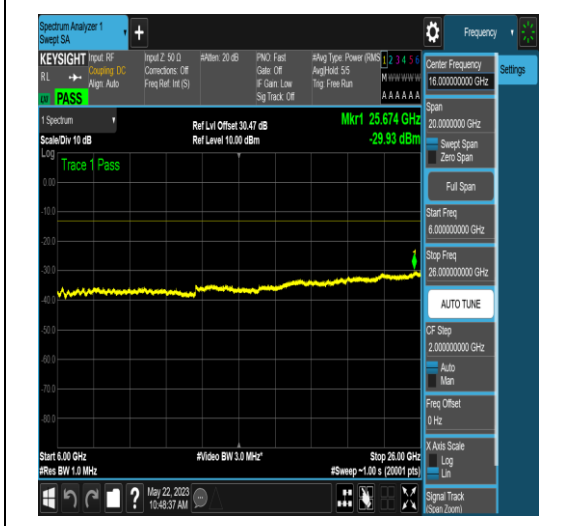 Spectrum Analyzer 1
Swept SA
+
Frequency
KEYSIGHT
RL
PASS
Input: RF
Coupling: DC
Align: Auto
Input Z: 50 Ω
Corrections: Off
Freq Ref: Int (S)
#Atten: 20 dB
PNO: Fast
Gate: Off
IF Gain: Low
Sig Track: Off
#Avg Type: Power (RMS
Avg|Hold: 5/5
Trig: Free Run
1 2 3 4 5 6
M W W W W W
A A A A A A
1 Spectrum
Scale/Div 10 dB
Ref Lvl Offset 30.47 dB
Ref Level 10.00 dBm
Mkr1 25.674 GHz
-29.93 dBm
Log
Trace 1 Pass
0.00
-10.0
-20.0
-30.0
-40.0
-50.0
-60.0
-70.0
-80.0
1
Start 6.00 GHz
#Res BW 1.0 MHz
#Video BW 3.0 MHz*
Stop 26.00 GHz
#Sweep ~1.00 s (20001 pts)
May 22, 2023
10:48:37 AM
?
Center Frequency
16.000000000 GHz
Settings
Span
20.0000000 GHz
Swept Span
Zero Span
Full Span
Start Freq
6.000000000 GHz
Stop Freq
26.000000000 GHz
AUTO TUNE
CF Step
2.000000000 GHz
Auto
Man
Freq Offset
0 Hz
X Axis Scale
Log
Lin
Signal Track
(Span Zoom)